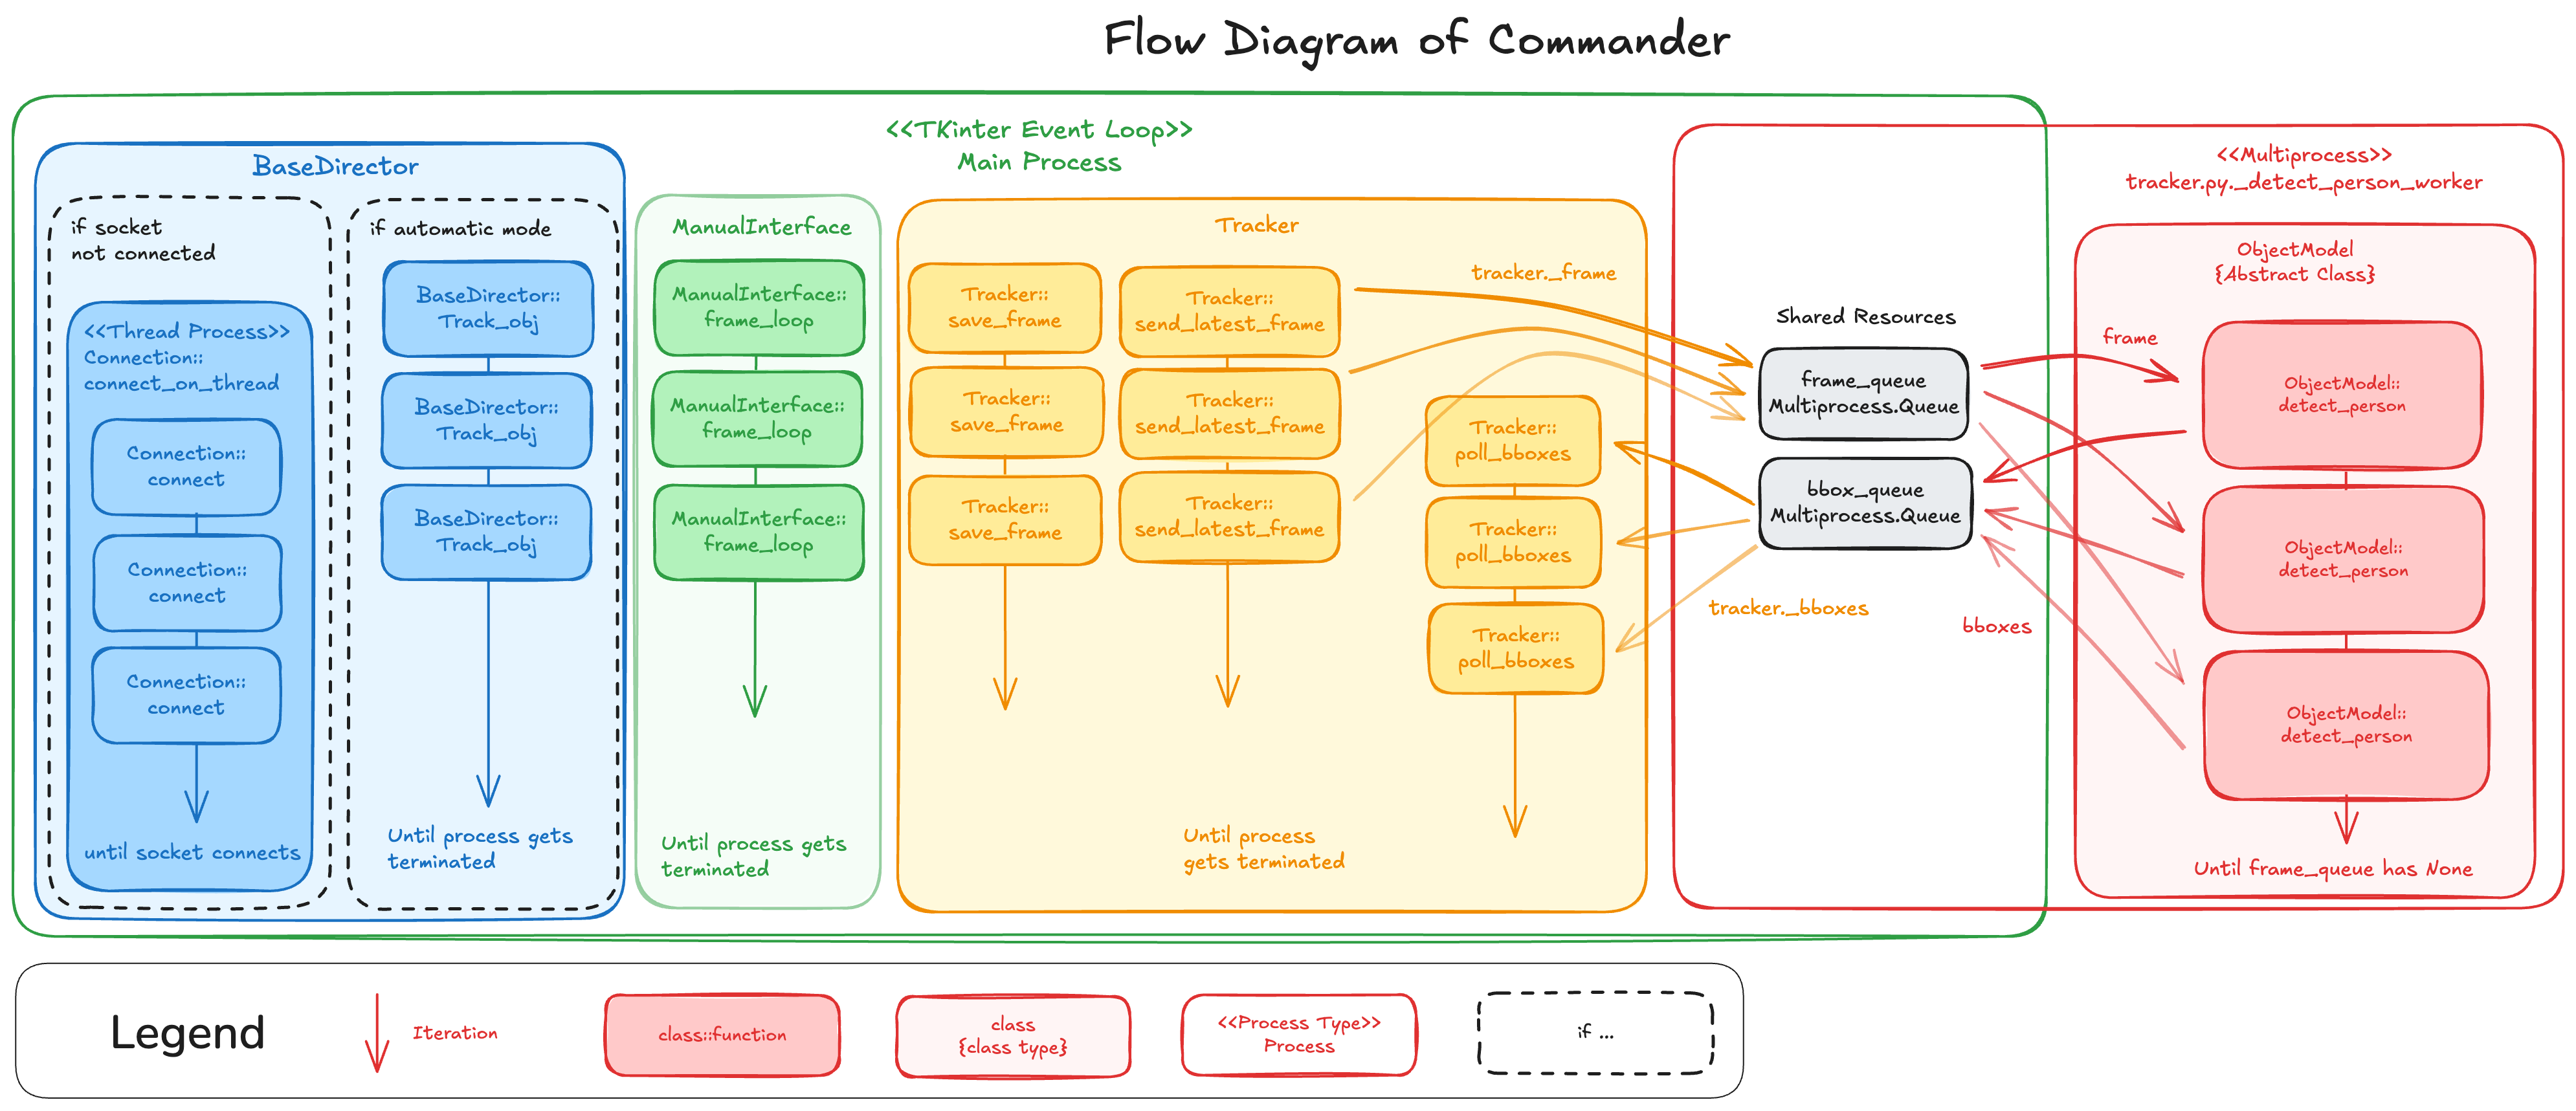 Flow Diagram of Commander
<<TKinter Event Loop>>
Main Process
BaseDirector
if socket
not connected
<<Thread Process>>
Connection::
connect_on_thread
Connection::
connect
Connection::
connect
Connection::
connect
until socket connects
if automatic mode
BaseDirector::
Track_obj
BaseDirector::
Track_obj
BaseDirector::
Track_obj
Until process gets
terminated
ManualInterface
ManualInterface::
frame_loop
ManualInterface::
frame_loop
ManualInterface::
frame_loop
Until process gets
terminated
Tracker
Tracker::
save_frame
Tracker::
save_frame
Tracker::
save_frame
Tracker::
send_latest_frame
Tracker::
send_latest_frame
Tracker::
send_latest_frame
Until process
gets terminated
Tracker::
poll_bboxes
Tracker::
poll_bboxes
Tracker::
poll_bboxes
tracker._frame
tracker._bboxes
Shared Resources
frame_queue
Multiprocess.Queue
bbox_queue
Multiprocess.Queue
<<Multiprocess>>
tracker.py._detect_person_worker
frame
bboxes
ObjectModel
{Abstract Class}
ObjectModel::
detect_person
ObjectModel::
detect_person
ObjectModel::
detect_person
Until frame_queue has None
Legend
Iteration
class::function
class
{class type}
<<Process Type>>
Process
if ...